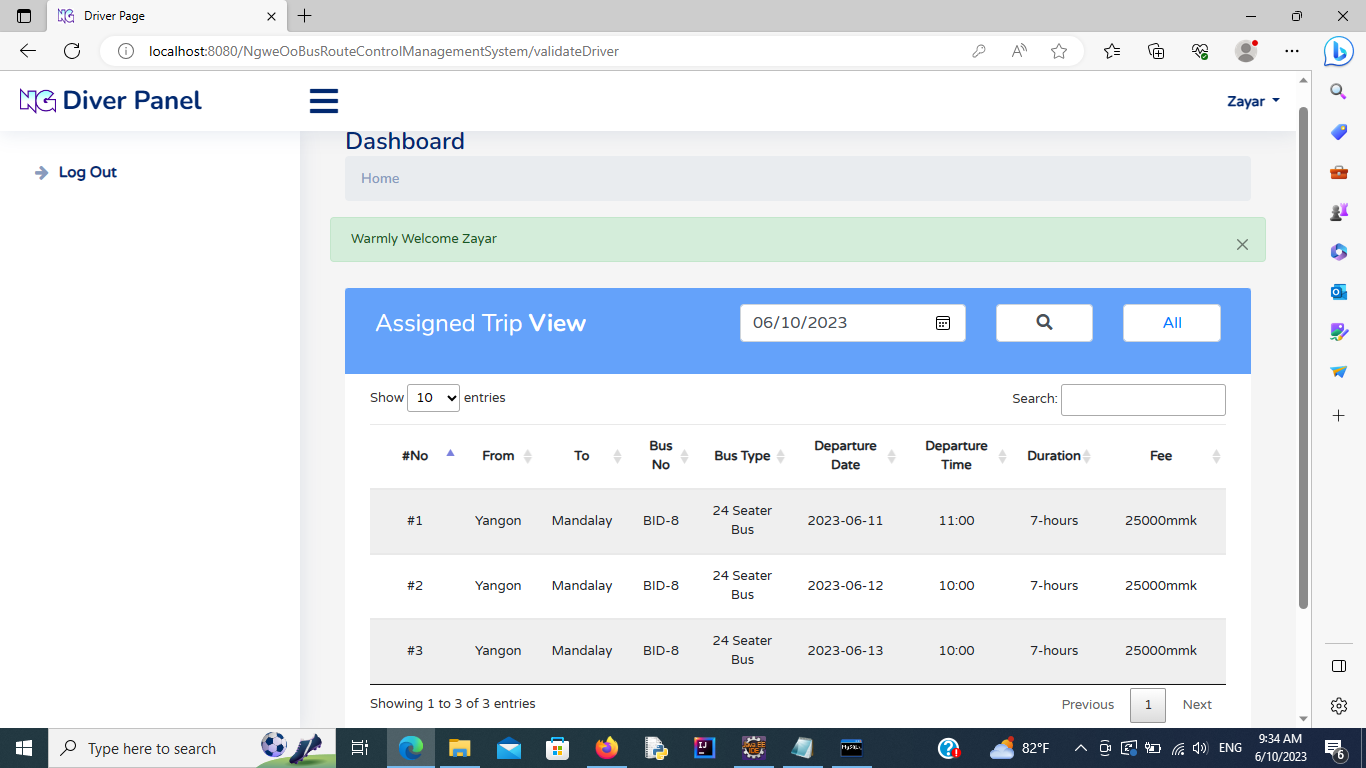 Driver Page
localhost:8080/NgweOoBusRouteControlManagementSystem/validateDriver
NG Diver Panel
Zayar
Log Out
Dashboard
Home
Warmly Welcome Zayar
Assigned Trip View
06/10/2023
All
Show 10 entries
Search:
#No From To Bus No Bus Type Departure Date Departure Time Duration Fee
#1 Yangon Mandalay BID-8 24 Seater Bus 2023-06-11 11:00 7-hours 25000mmk
#2 Yangon Mandalay BID-8 24 Seater Bus 2023-06-12 10:00 7-hours 25000mmk
#3 Yangon Mandalay BID-8 24 Seater Bus 2023-06-13 10:00 7-hours 25000mmk
Showing 1 to 3 of 3 entries
Previous 1 Next
Type here to search
82°F
ENG
9:34 AM
6/10/2023
6